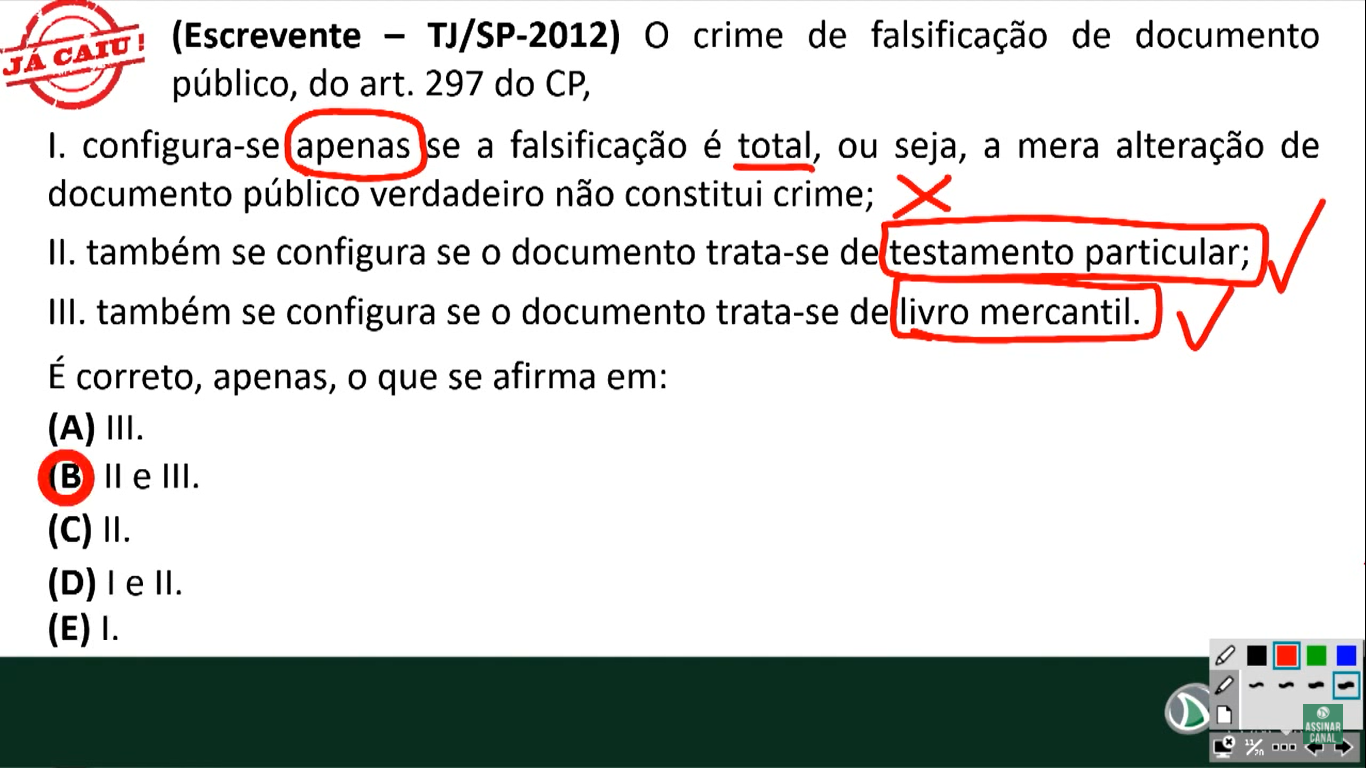 JÁ CAIU!
(Escrevente – TJ/SP-2012) O crime de falsificação de documento
público, do art. 297 do CP,
I. configura-se apenas se a falsificação é total, ou seja, a mera alteração de
documento público verdadeiro não constitui crime;
II. também se configura se o documento trata-se de testamento particular;
III. também se configura se o documento trata-se de livro mercantil.
É correto, apenas, o que se afirma em:
(A) III.
(B) II e III.
(C) II.
(D) I e II.
(E) I.
ASSINAR
CANAL
11/20